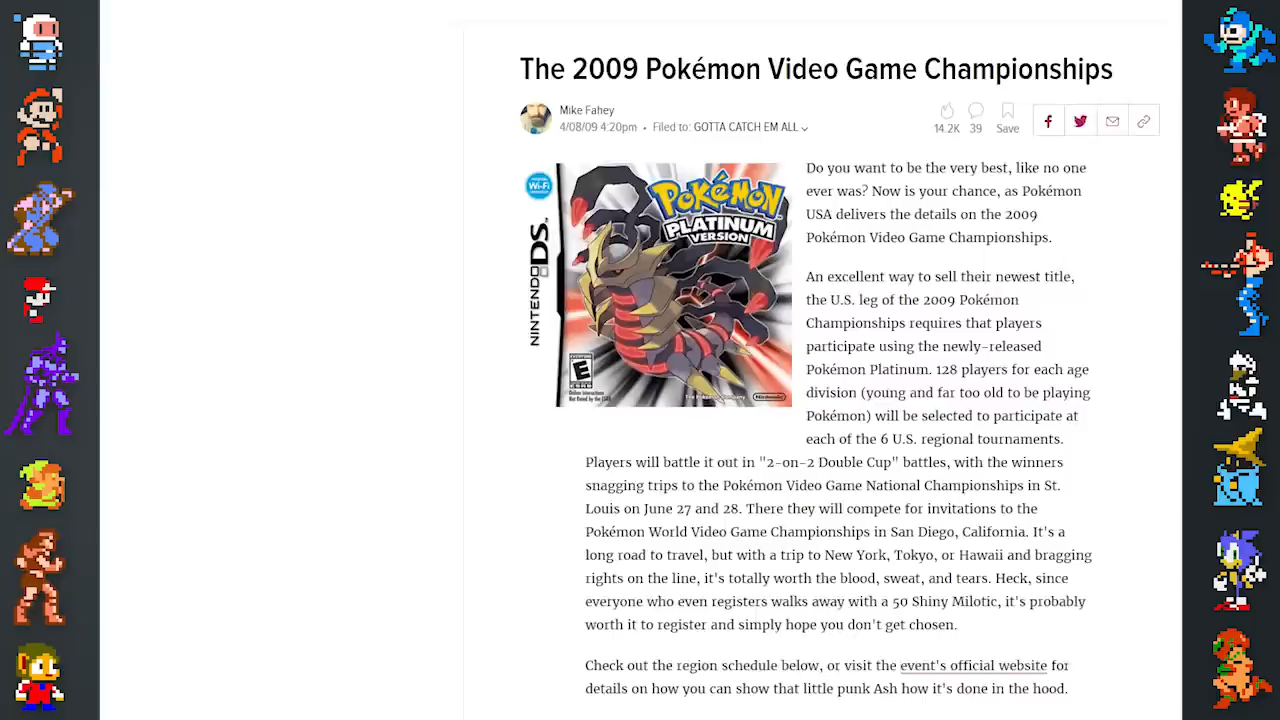 The 2009 Pokémon Video Game Championships
Mike Fahey
4/08/09 4:20pm • Filed to: GOTTA CATCH EM ALL
14.2K
39
Save
Wi-Fi
NINTENDO DS
POKéMON
PLATINUM
VERSION
EVERYONE
E
ESRB
The Pokémon Company
Nintendo
Do you want to be the very best, like no one
ever was? Now is your chance, as Pokémon
USA delivers the details on the 2009
Pokémon Video Game Championships.
An excellent way to sell their newest title,
the U.S. leg of the 2009 Pokémon
Championships requires that players
participate using the newly-released
Pokémon Platinum. 128 players for each age
division (young and far too old to be playing
Pokémon) will be selected to participate at
each of the 6 U.S. regional tournaments.
Players will battle it out in "2-on-2 Double Cup" battles, with the winners
snagging trips to the Pokémon Video Game National Championships in St.
Louis on June 27 and 28. There they will compete for invitations to the
Pokémon World Video Game Championships in San Diego, California. It's a
long road to travel, but with a trip to New York, Tokyo, or Hawaii and bragging
rights on the line, it's totally worth the blood, sweat, and tears. Heck, since
everyone who even registers walks away with a 50 Shiny Milotic, it's probably
worth it to register and simply hope you don't get chosen.
Check out the region schedule below, or visit the event's official website for
details on how you can show that little punk Ash how it's done in the hood.